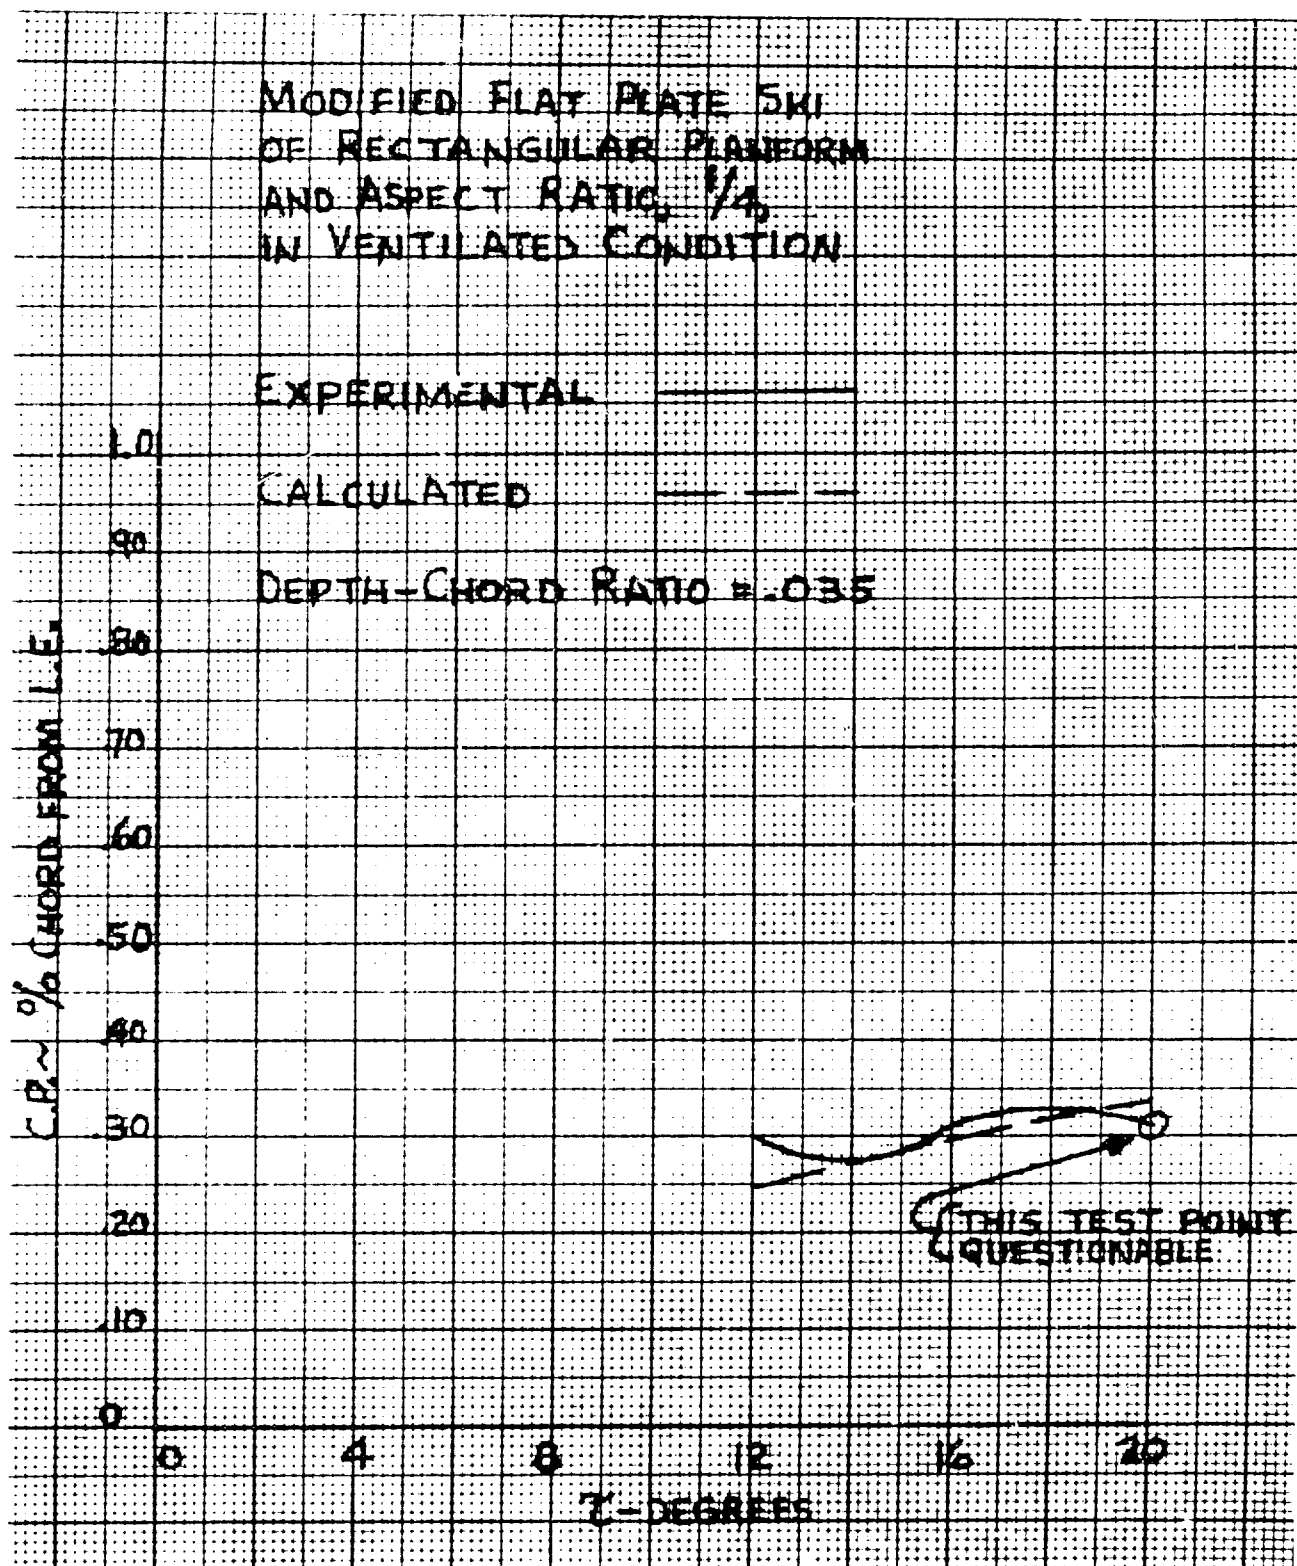 MODIFIED FLAT PLATE SKI
OF RECTANGULAR PLANFORM
AND ASPECT RATIO, 1/4,
IN VENTILATED CONDITION
EXPERIMENTAL
CALCULATED
DEPTH-CHORD RATIO = .035
C.P. ~ % CHORD FROM L.E.
1.0
.90
.80
.70
.60
.50
.40
.30
.20
.10
0
THIS TEST POINT
QUESTIONABLE
0 4 8 12 16 20
τ-DEGREES